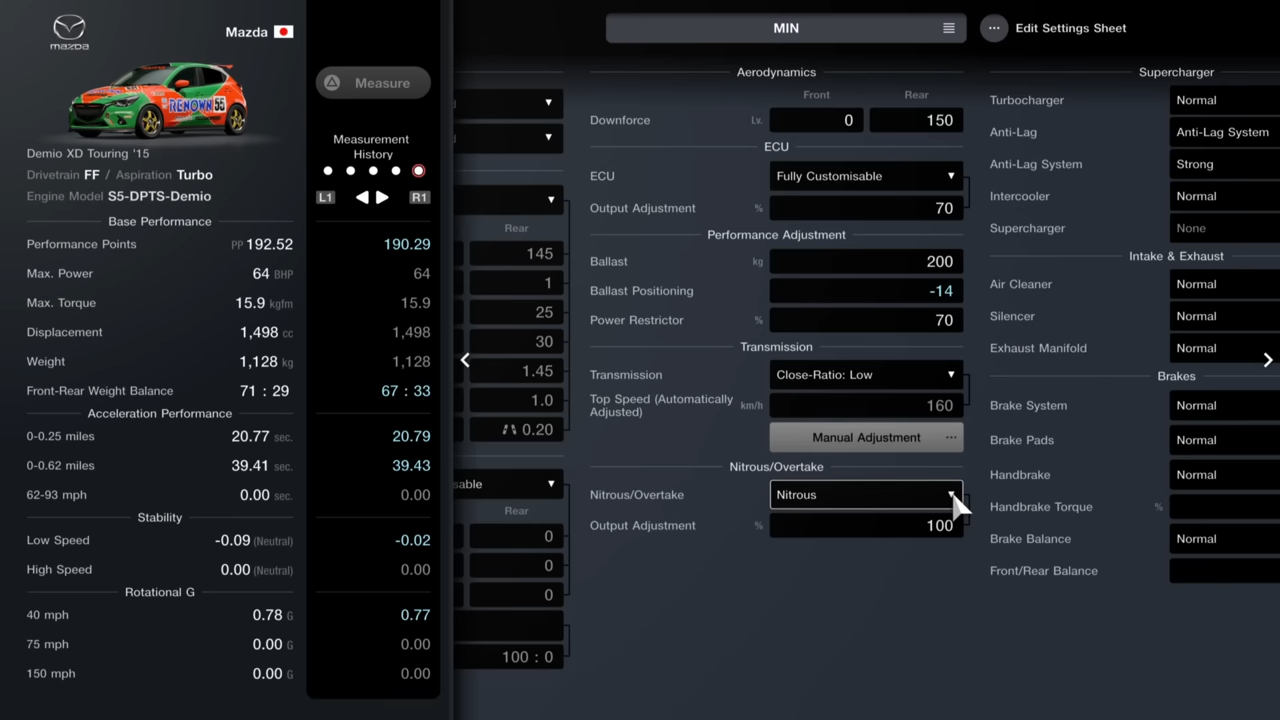 mazda
Mazda
RENOWN 55
Demio XD Touring '15
Drivetrain FF / Aspiration Turbo
Engine Model S5-DPTS-Demio
Base Performance
Performance Points PP 192.52
Max. Power 64 BHP
Max. Torque 15.9 kgfm
Displacement 1,498 cc
Weight 1,128 kg
Front-Rear Weight Balance 71 : 29
Acceleration Performance
0-0.25 miles 20.77 sec.
0-0.62 miles 39.41 sec.
62-93 mph 0.00 sec.
Stability
Low Speed -0.09 (Neutral)
High Speed 0.00 (Neutral)
Rotational G
40 mph 0.78 G
75 mph 0.00 G
150 mph 0.00 G
Measure
Measurement
History
L1 R1
190.29
64
15.9
1,498
1,128
67 : 33
20.79
39.43
0.00
-0.02
0.00
0.77
0.00
0.00
Rear
145
1
25
30
1.45
1.0
0.20
sable
Rear
0
0
0
100 : 0
MIN
Edit Settings Sheet
Aerodynamics
Front Rear
Downforce Lv. 0 150
ECU
ECU Fully Customisable
Output Adjustment % 70
Performance Adjustment
Ballast kg 200
Ballast Positioning -14
Power Restrictor % 70
Transmission
Transmission Close-Ratio: Low
Top Speed (Automatically
Adjusted) km/h 160
Manual Adjustment
Nitrous/Overtake
Nitrous/Overtake Nitrous
Output Adjustment % 100
Supercharger
Turbocharger Normal
Anti-Lag Anti-Lag System
Anti-Lag System Strong
Intercooler Normal
Supercharger None
Intake & Exhaust
Air Cleaner Normal
Silencer Normal
Exhaust Manifold Normal
Brakes
Brake System Normal
Brake Pads Normal
Handbrake Normal
Handbrake Torque %
Brake Balance Normal
Front/Rear Balance